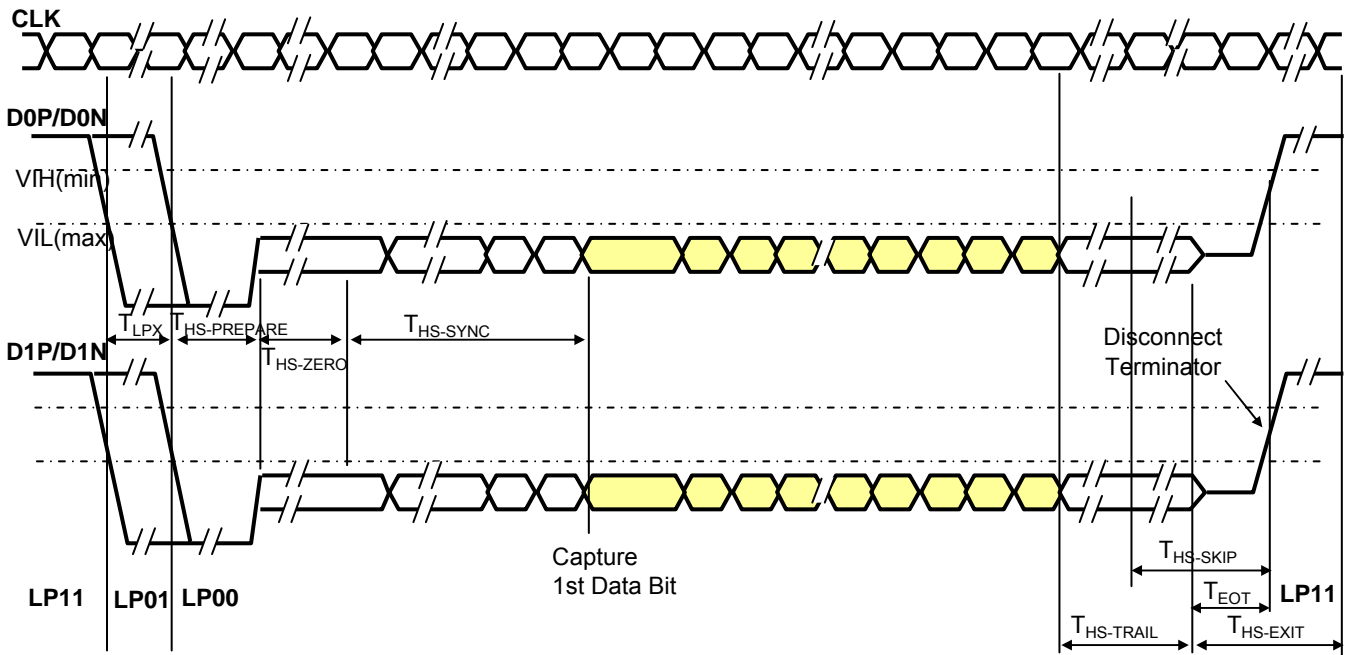 CLK
D0P/D0N
VIH(min)
VIL(max)
TLPX
THS-PREPARE
THS-ZERO
THS-SYNC
D1P/D1N
Disconnect
Terminator
Capture
1st Data Bit
THS-SKIP
TEOT
LP11
LP01
LP00
LP11
THS-TRAIL
THS-EXIT